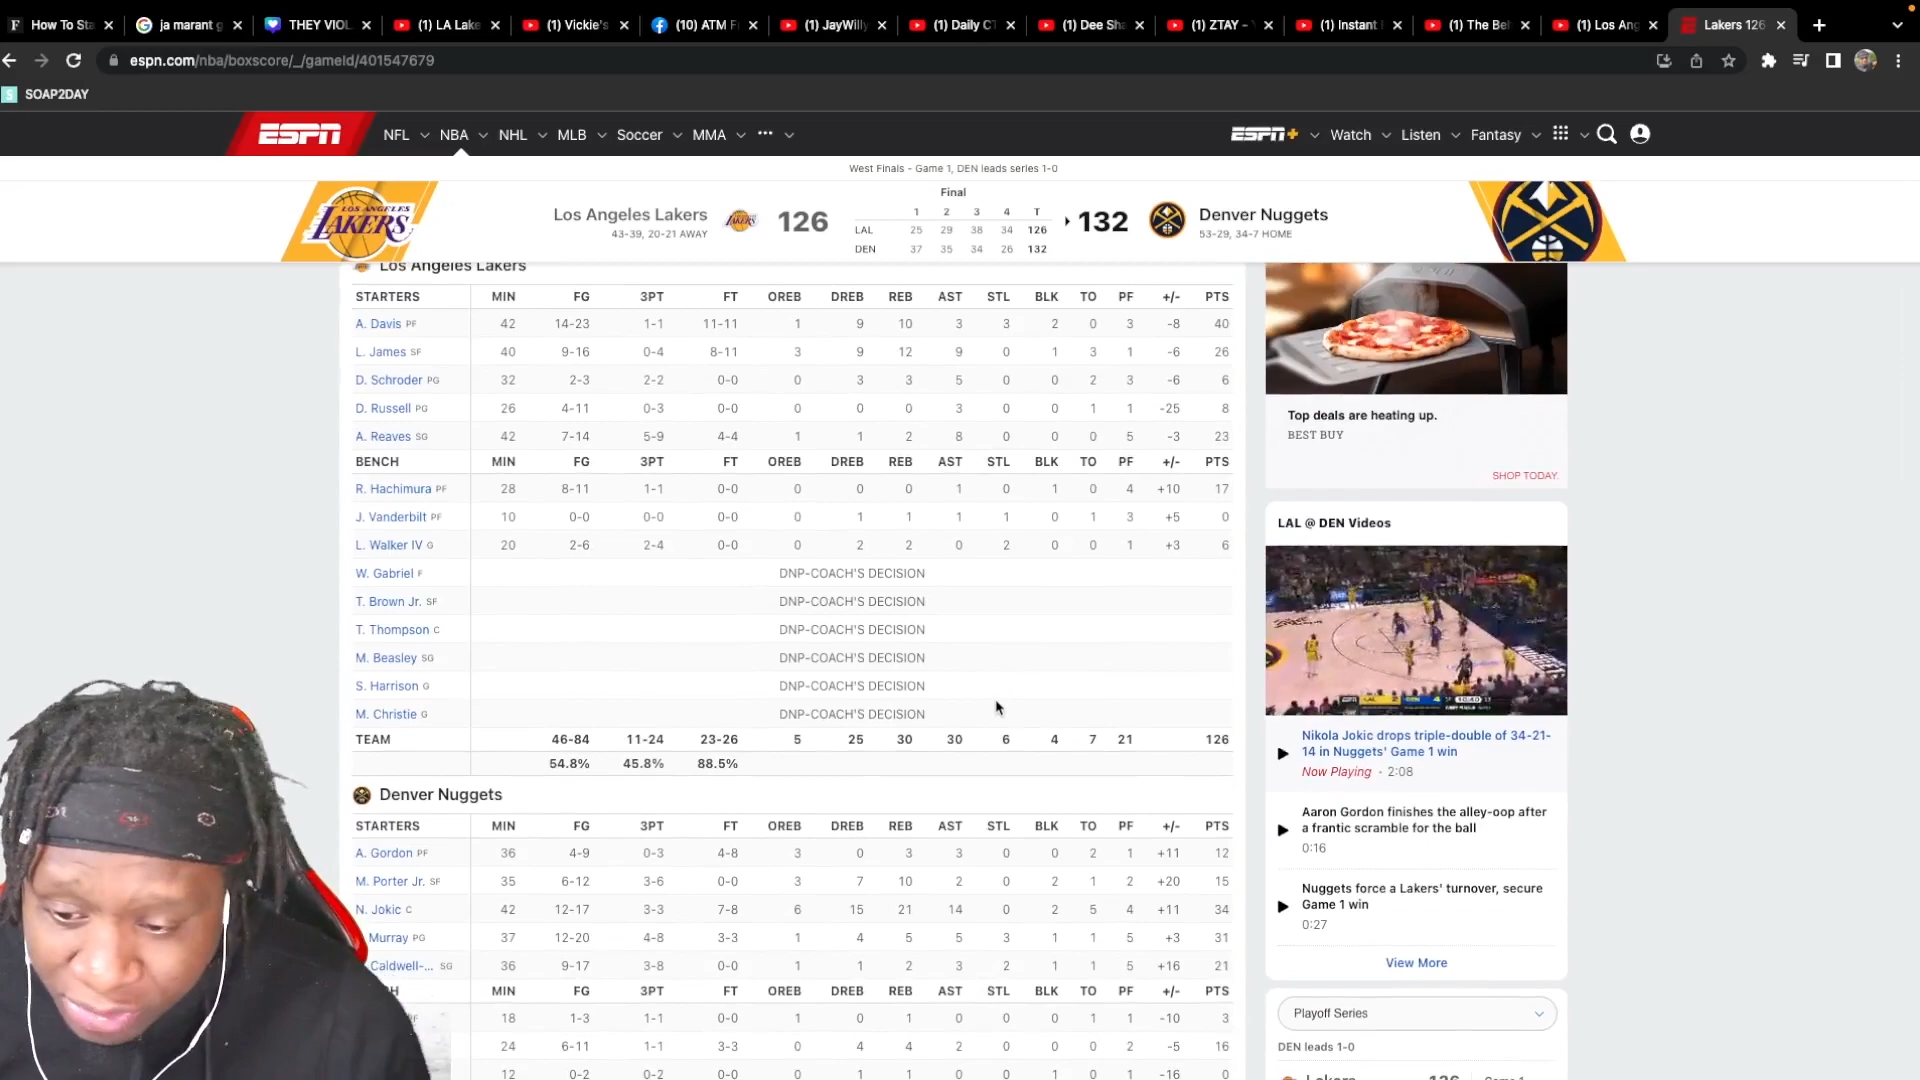 How To Sta
ja marant g
THEY VIOL
(1) LA Lake
(1) Vickie's
(10) ATM F
(1) JayWilly
(1) Daily CT
(1) Dee Sha
(1) ZTAY -
(1) Instant
(1) The Be
(1) Los Ang
Lakers 126
espn.com/nba/boxscore/_/gameId/401547679
SOAP2DAY
ESPN NFL NBA NHL MLB Soccer MMA ESPN+ Watch Listen Fantasy
West Finals - Game 1, DEN leads series 1-0
LOS ANGELES LAKERS
Los Angeles Lakers
43-39, 20-21 AWAY
LAKERS
126
Final
1 2 3 4 T
LAL 25 29 38 34 126
DEN 37 35 34 26 132
132
Denver Nuggets
53-29, 34-7 HOME
Los Angeles Lakers
STARTERS MIN FG 3PT FT OREB DREB REB AST STL BLK TO PF +/- PTS
A. Davis PF 42 14-23 1-1 11-11 1 9 10 3 3 2 0 3 -8 40
L. James SF 40 9-16 0-4 8-11 3 9 12 9 0 1 3 1 -6 26
D. Schroder PG 32 2-3 2-2 0-0 0 3 3 5 0 0 2 3 -6 6
D. Russell PG 26 4-11 0-3 0-0 0 0 0 3 0 0 1 1 -25 8
A. Reaves SG 42 7-14 5-9 4-4 1 1 2 8 0 0 0 5 -3 23
BENCH MIN FG 3PT FT OREB DREB REB AST STL BLK TO PF +/- PTS
R. Hachimura PF 28 8-11 1-1 0-0 0 0 0 1 0 1 0 4 +10 17
J. Vanderbilt PF 10 0-0 0-0 0-0 0 1 1 1 1 0 1 3 +5 0
L. Walker IV G 20 2-6 2-4 0-0 0 2 2 0 2 0 0 1 +3 6
W. Gabriel F DNP-COACH'S DECISION
T. Brown Jr. SF DNP-COACH'S DECISION
T. Thompson C DNP-COACH'S DECISION
M. Beasley SG DNP-COACH'S DECISION
S. Harrison G DNP-COACH'S DECISION
M. Christie G DNP-COACH'S DECISION
TEAM 46-84 11-24 23-26 5 25 30 30 6 4 7 21 126
54.8% 45.8% 88.5%
Denver Nuggets
STARTERS MIN FG 3PT FT OREB DREB REB AST STL BLK TO PF +/- PTS
A. Gordon PF 36 4-9 0-3 4-8 3 0 3 3 0 0 2 1 +11 12
M. Porter Jr. SF 35 6-12 3-6 0-0 3 7 10 2 0 2 1 2 +20 15
N. Jokic C 42 12-17 3-3 7-8 6 15 21 14 0 2 5 4 +11 34
Murray PG 37 12-20 4-8 3-3 1 4 5 5 3 1 1 5 +3 31
Caldwell-... SG 36 9-17 3-8 0-0 1 1 2 3 2 1 1 5 +16 21
H MIN FG 3PT FT OREB DREB REB AST STL BLK TO PF +/- PTS
PF 18 1-3 1-1 0-0 1 0 1 0 0 0 1 1 -10 3
24 6-11 1-1 3-3 0 4 4 2 0 0 0 2 -5 16
12 0-2 0-2 0-0 0 1 1 0 0 1 0 1 -16 0
Top deals are heating up.
BEST BUY
SHOP TODAY.
LAL @ DEN Videos
Nikola Jokic drops triple-double of 34-21-
14 in Nuggets' Game 1 win
Now Playing - 2:08
Aaron Gordon finishes the alley-oop after
a frantic scramble for the ball
0:16
Nuggets force a Lakers' turnover, secure
Game 1 win
0:27
View More
Playoff Series
DEN leads 1-0
Lakers 126 Game 1